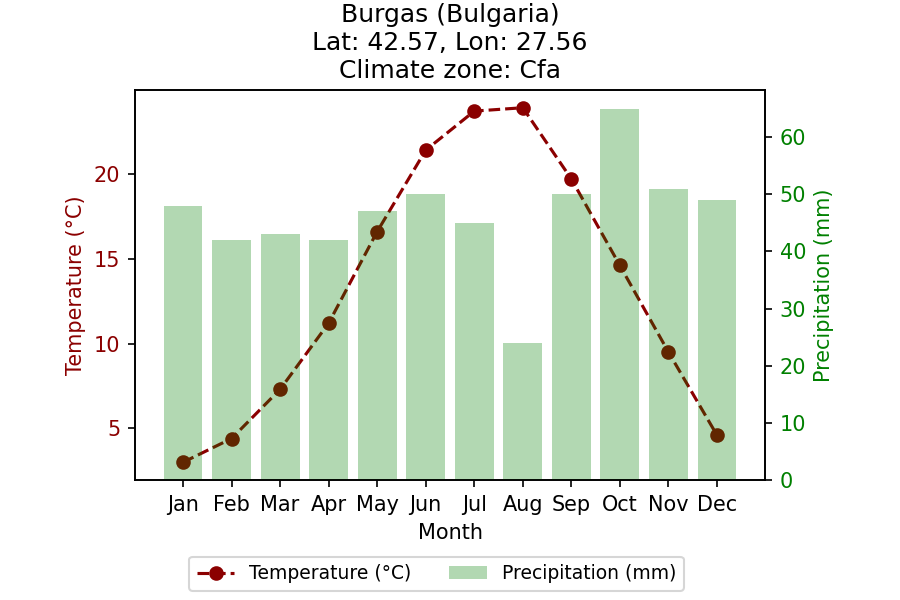 Burgas (Bulgaria)
Lat: 42.57, Lon: 27.56
Climate zone: Cfa
Temperature (°C)
20
15
10
5
60
50
40
30
20
10
0
Precipitation (mm)
Jan Feb Mar Apr May Jun Jul Aug Sep Oct Nov Dec
Month
Temperature (°C) Precipitation (mm)